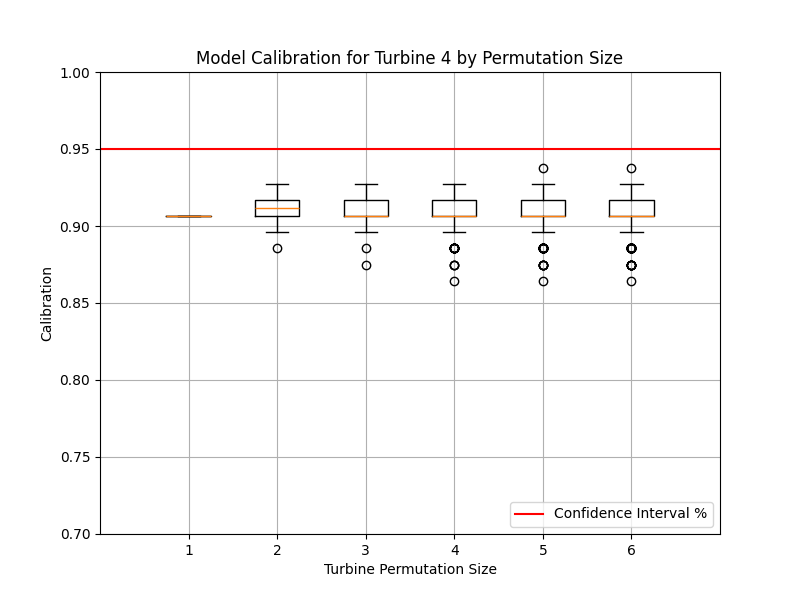 Model Calibration for Turbine 4 by Permutation Size
1.00
0.95
0.90
0.85
0.80
0.75
0.70
Calibration
Confidence Interval %
1 2 3 4 5 6
Turbine Permutation Size